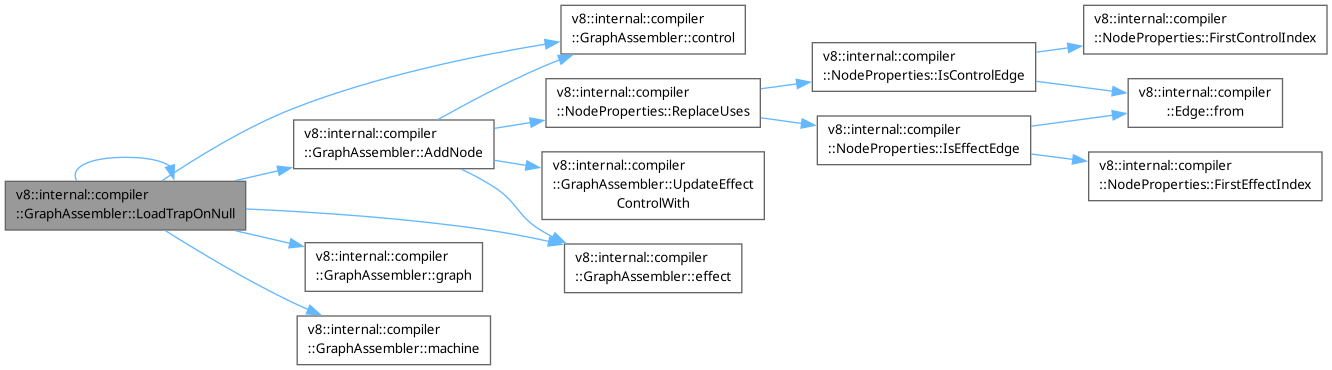 v8::internal::compiler
::GraphAssembler::LoadTrapOnNull
v8::internal::compiler
::GraphAssembler::AddNode
v8::internal::compiler
::GraphAssembler::graph
v8::internal::compiler
::GraphAssembler::machine
v8::internal::compiler
::GraphAssembler::control
v8::internal::compiler
::NodeProperties::ReplaceUses
v8::internal::compiler
::GraphAssembler::UpdateEffect
ControlWith
v8::internal::compiler
::GraphAssembler::effect
v8::internal::compiler
::NodeProperties::IsControlEdge
v8::internal::compiler
::NodeProperties::IsEffectEdge
v8::internal::compiler
::NodeProperties::FirstControlIndex
v8::internal::compiler
::Edge::from
v8::internal::compiler
::NodeProperties::FirstEffectIndex